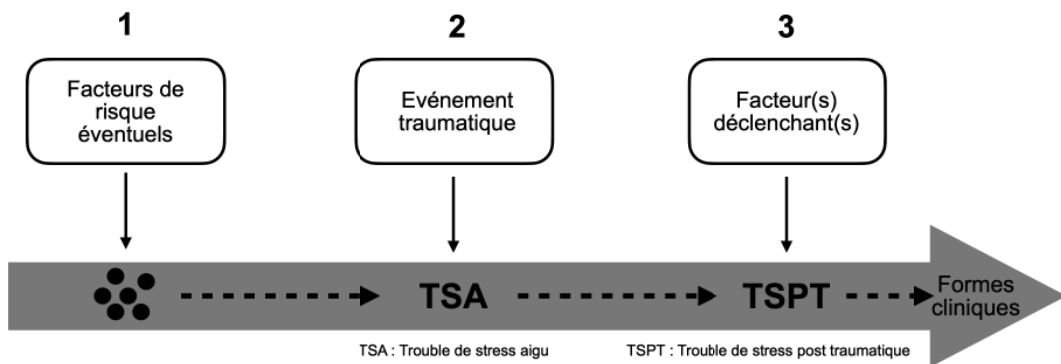 1
2
3
Facteurs de
risque
éventuels
Evénement
traumatique
Facteur(s)
déclenchant(s)
TSA
TSPT
Formes
cliniques
TSA : Trouble de stress aigu
TSPT : Trouble de stress post traumatique